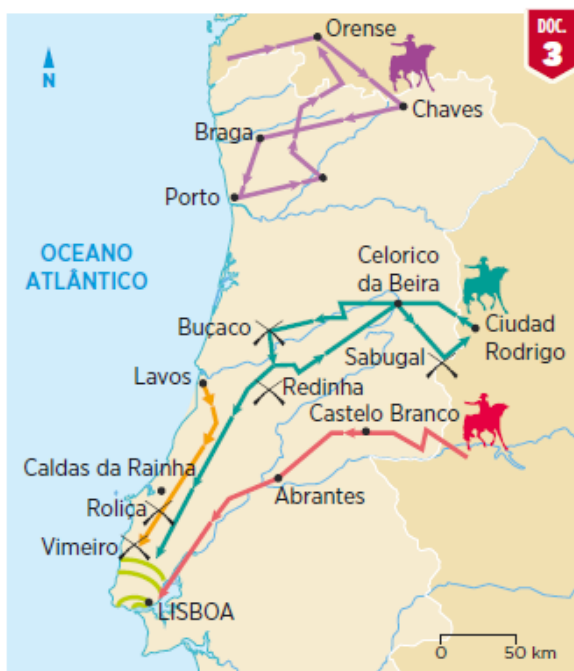 DOC.
3
Orense
N
Chaves
Braga
Porto
OCEANO
ATLÂNTICO
Celorico
da Beira
Buçaco
Ciudad
Rodrigo
Sabugal
Lavos
Redinha
Castelo Branco
Caldas da Rainha
Abrantes
Roliça
Vimeiro
LISBOA
0
50 km